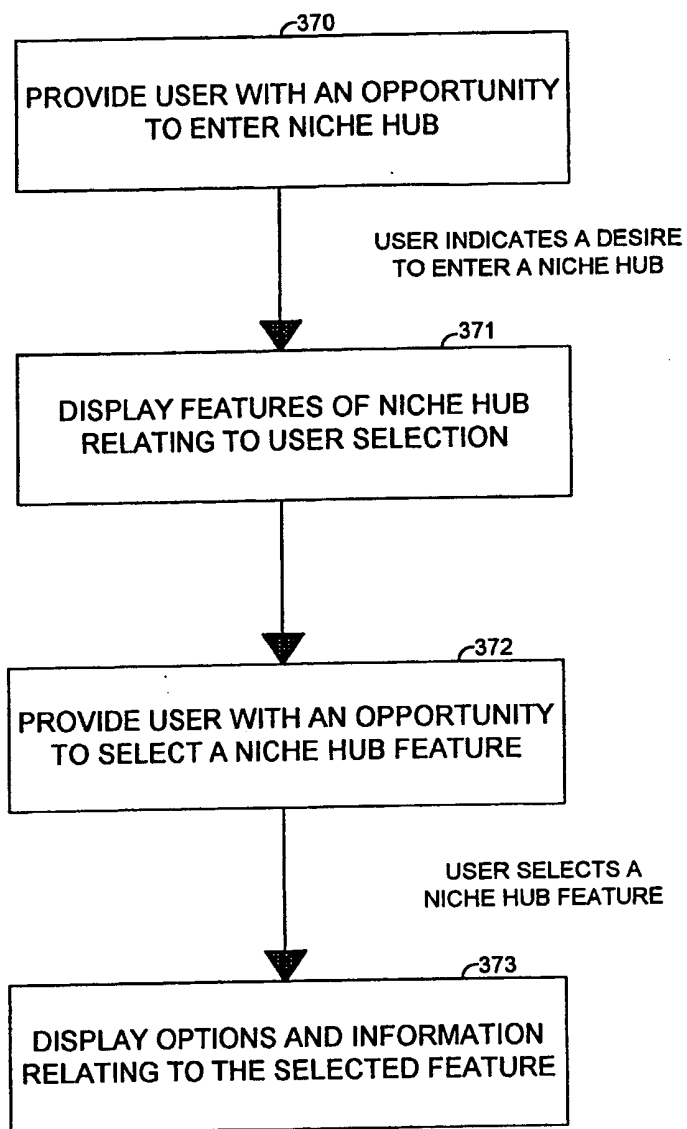 370
PROVIDE USER WITH AN OPPORTUNITY
TO ENTER NICHE HUB
USER INDICATES A DESIRE
TO ENTER A NICHE HUB
371
DISPLAY FEATURES OF NICHE HUB
RELATING TO USER SELECTION
372
PROVIDE USER WITH AN OPPORTUNITY
TO SELECT A NICHE HUB FEATURE
USER SELECTS A
NICHE HUB FEATURE
373
DISPLAY OPTIONS AND INFORMATION
RELATING TO THE SELECTED FEATURE